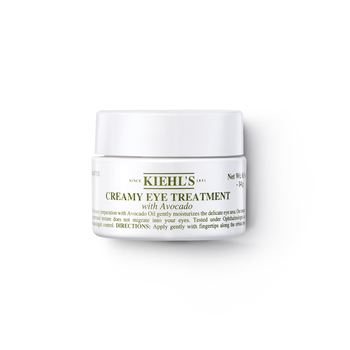 SINCE KIEHL'S 1851
Net Wt.
CREAMY EYE TREATMENT
with Avocado
preparation with Avocado Oil gently moisturizes the delicate eye area. Our
texture does not migrate into eyes. Tested under Ophthalmologist
control. DIRECTIONS: Apply gently with fingertips along the